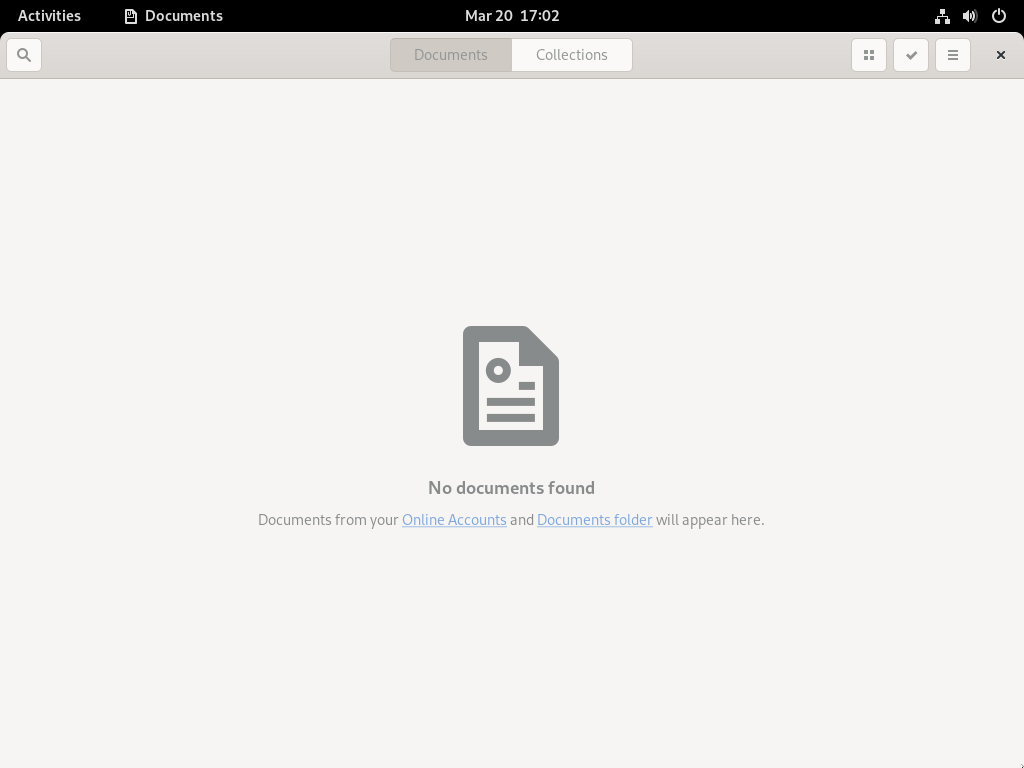 Activities
Documents
Mar 20 17:02
Documents
Collections
No documents found
Documents from your Online Accounts and Documents folder will appear here.